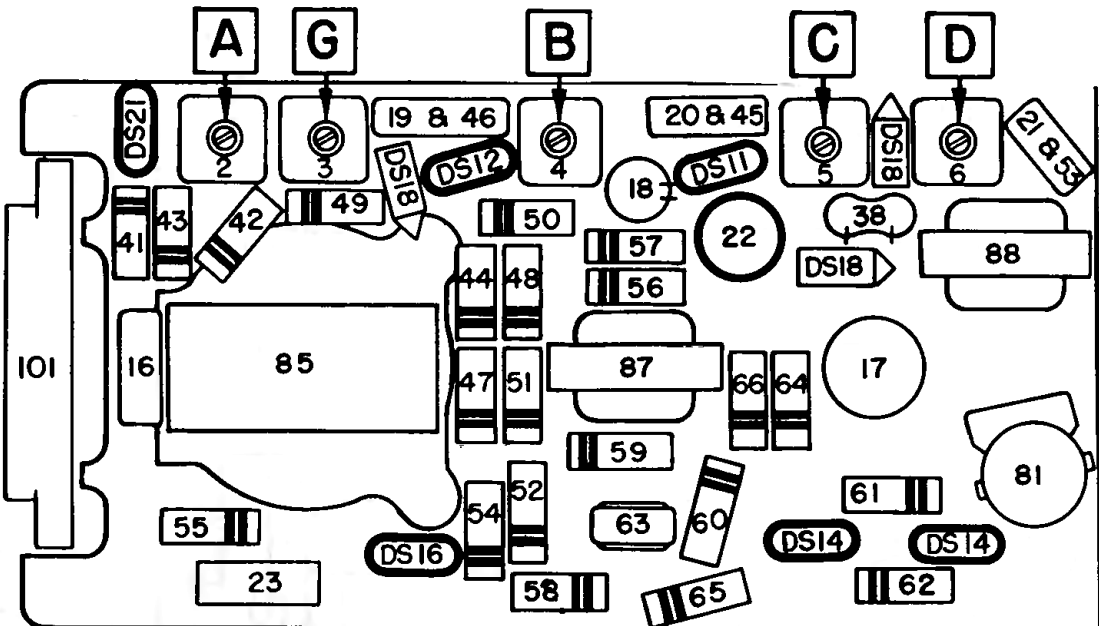 A G B C D
DS21 2 3 19 & 46 DS12 4 20 & 45 DS11 5 DS18 6 21 & 53
41 43 42 49 DS18 50 18 22 38 88
57 DS18
44 48 56
101 16 85 47 51 87 66 64 17
59 81
54 52 60 61
55 DS16 63 DS14 DS14
23 58 65 62